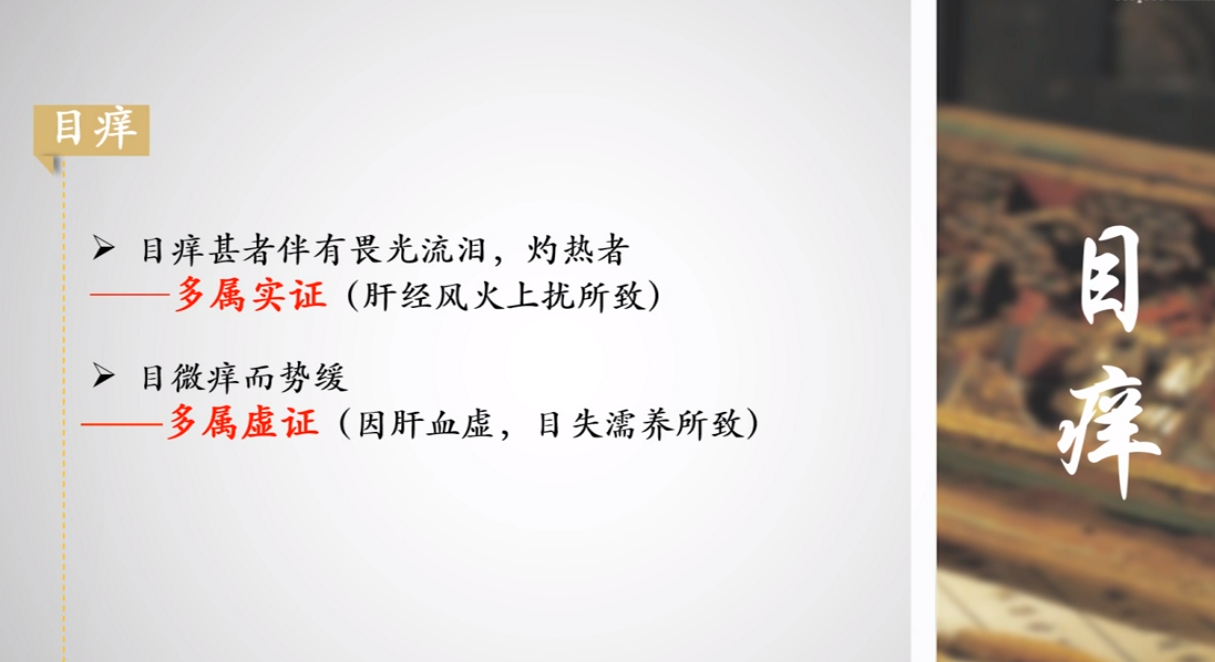 目痒
➢ 目痒甚者伴有畏光流泪，灼热者
——多属实证（肝经风火上扰所致）
➢ 目微痒而势缓
——多属虚证（因肝血虚，目失濡养所致）
目痒